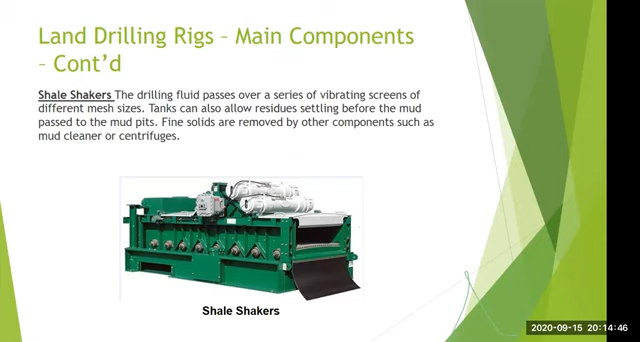 Land Drilling Rigs – Main Components
– Cont’d
Shale Shakers The drilling fluid passes over a series of vibrating screens of
different mesh sizes. Tanks can also allow residues settling before the mud
passed to the mud pits. Fine solids are removed by other components such as
mud cleaner or centrifuges.
Shale Shakers
2020-09-15 20:14:46